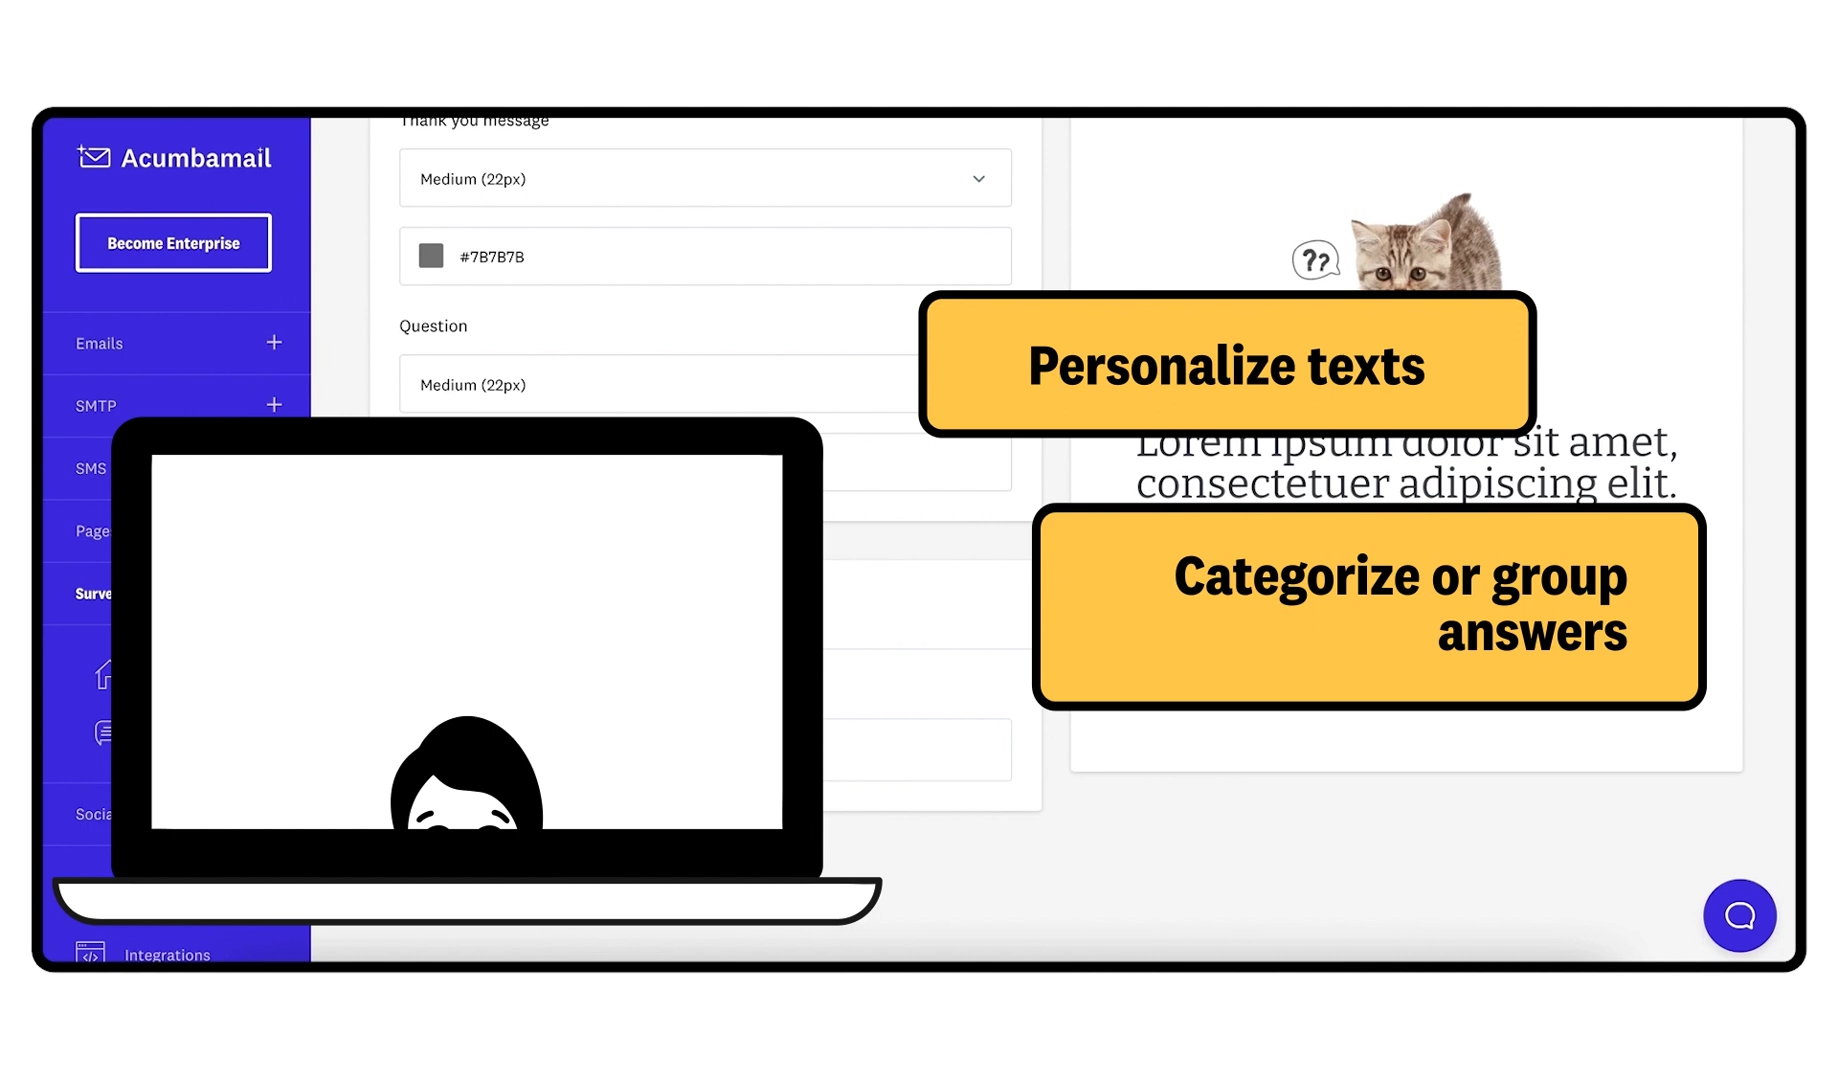 Acumbamail
Become Enterprise
Emails
SMTP
SMS
Page
Surve
Socia
Integrations
Thank you message
Medium (22px)
#7B7B7B
Question
Medium (22px)
??
Personalize texts
Lorem ipsum dolor sit amet,
consectetuer adipiscing elit.
Categorize or group
answers